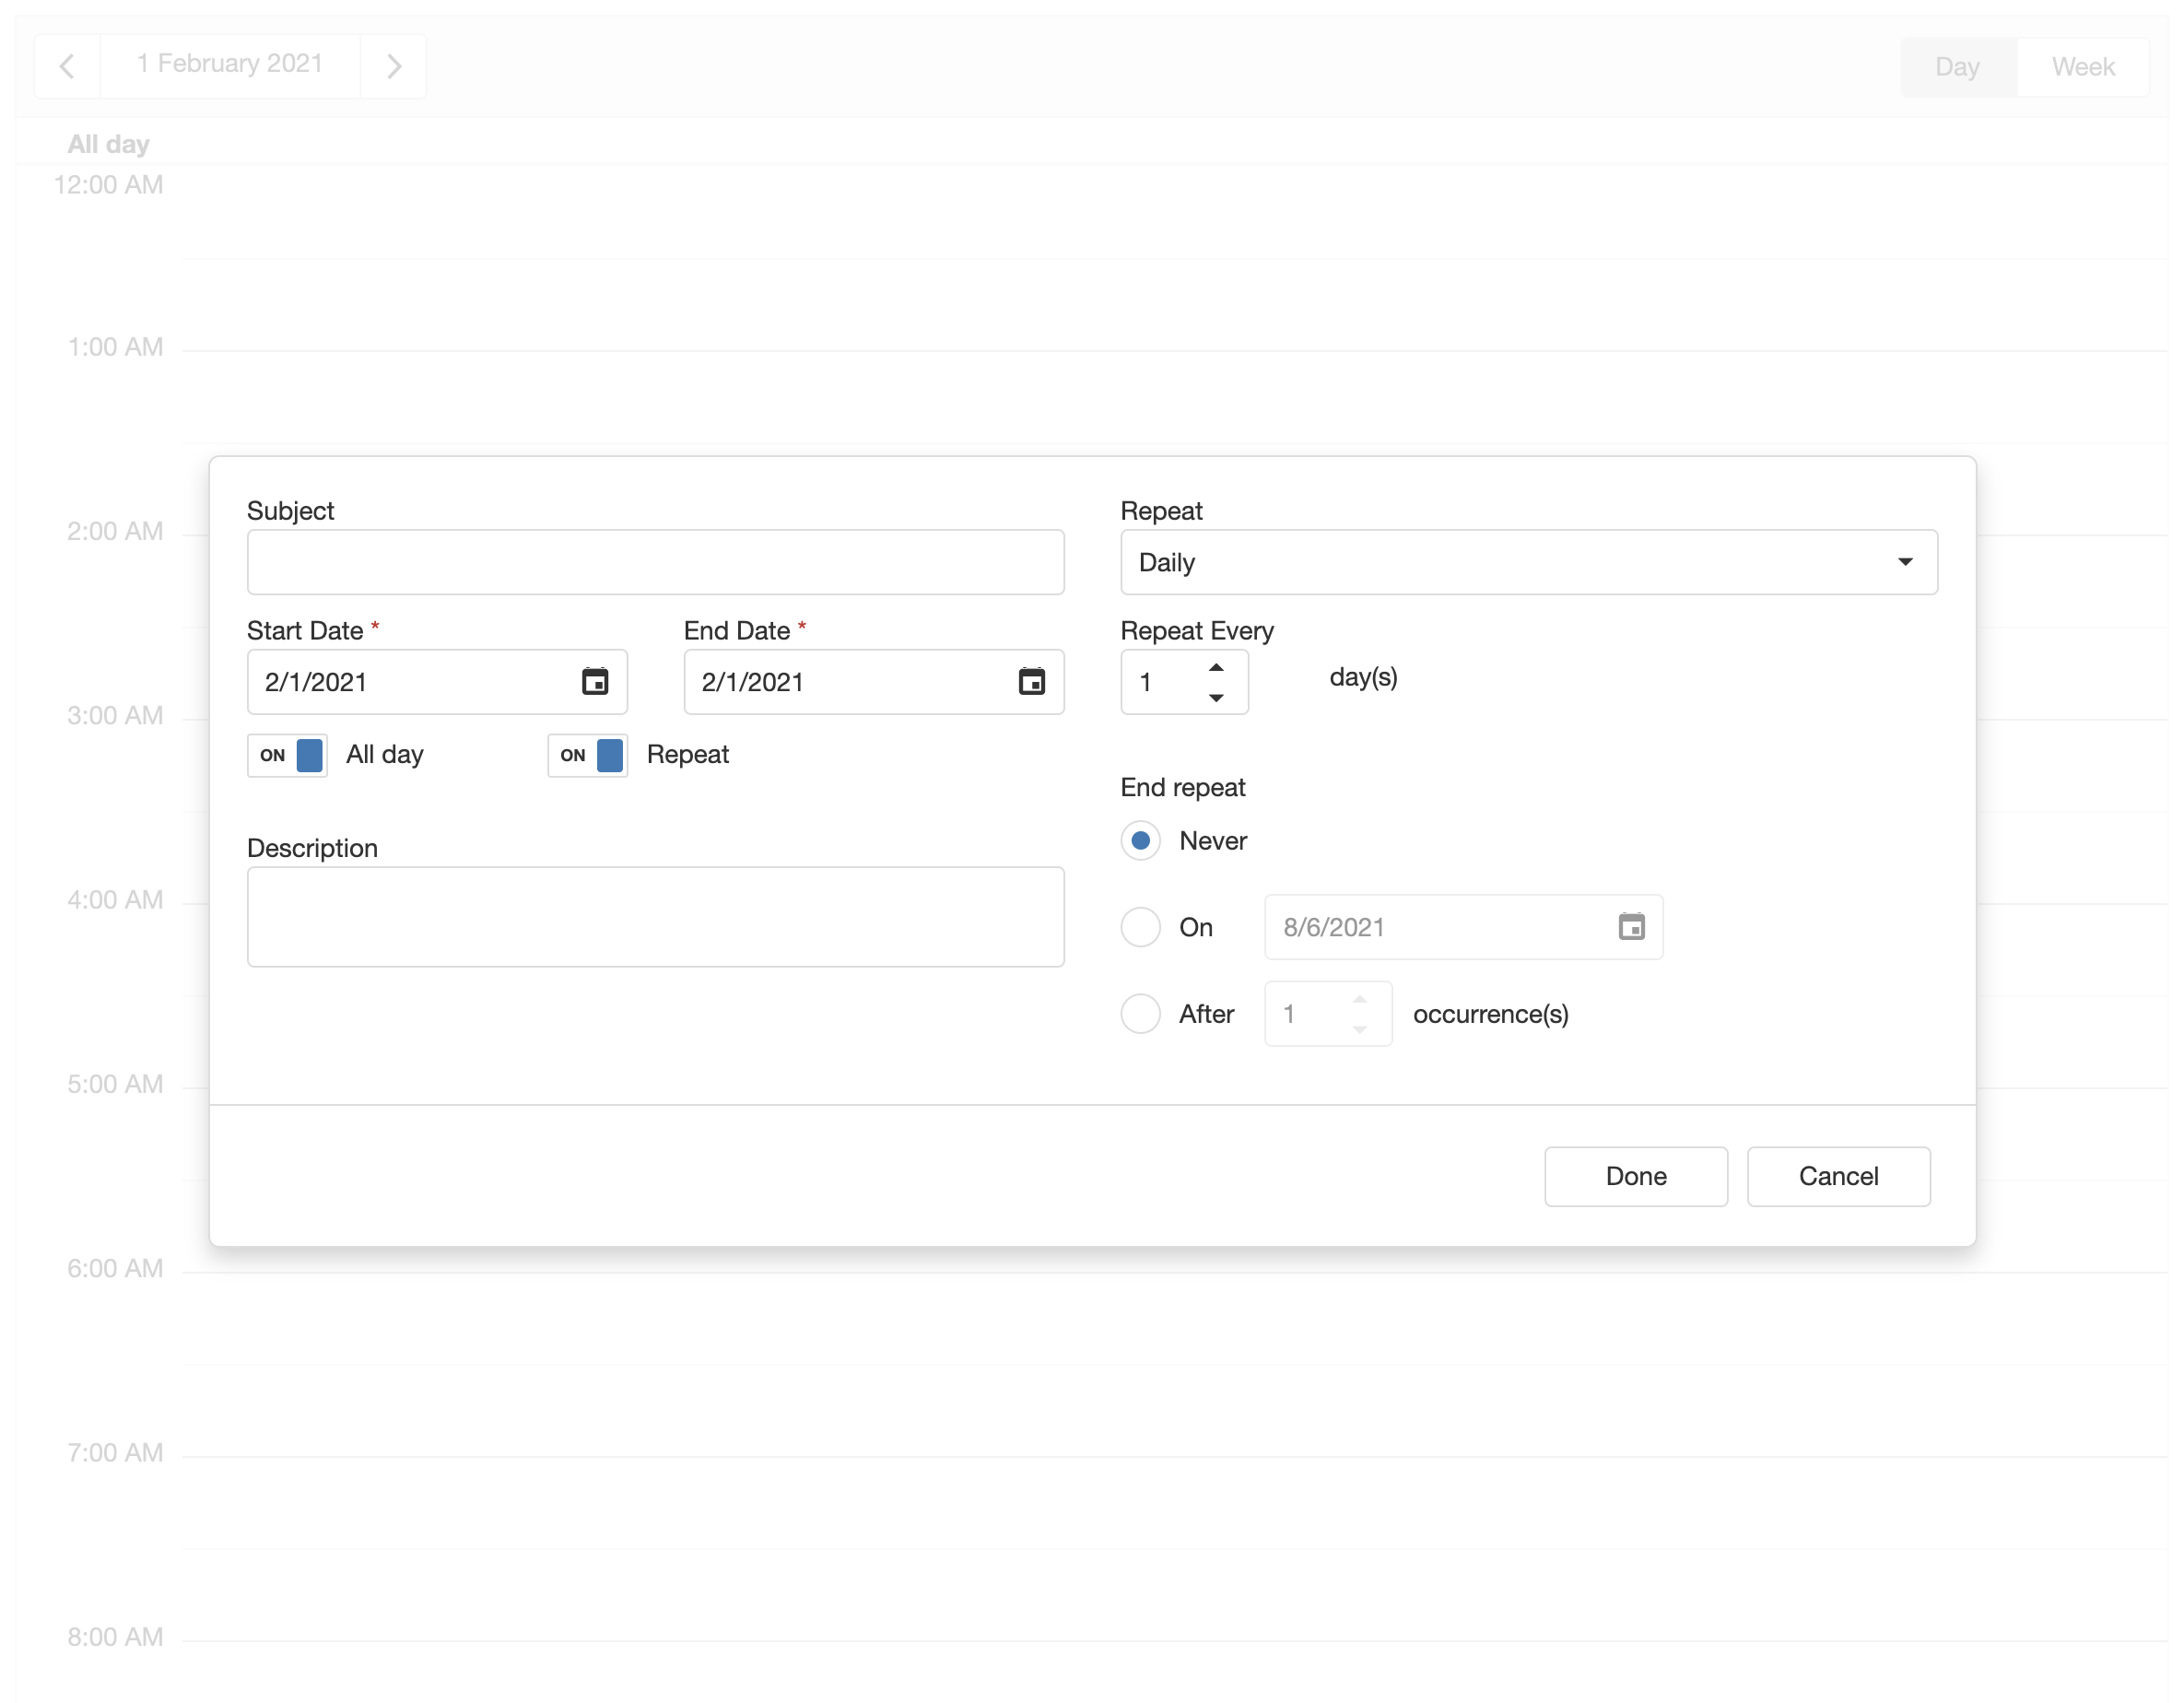 1 February 2021
Day Week
All day
12:00 AM
1:00 AM
2:00 AM
3:00 AM
4:00 AM
5:00 AM
6:00 AM
7:00 AM
8:00 AM
Subject
Start Date * End Date *
2/1/2021 2/1/2021
ON All day ON Repeat
Description
Repeat
Daily
Repeat Every
1 day(s)
End repeat
Never
On 8/6/2021
After 1 occurrence(s)
Done Cancel